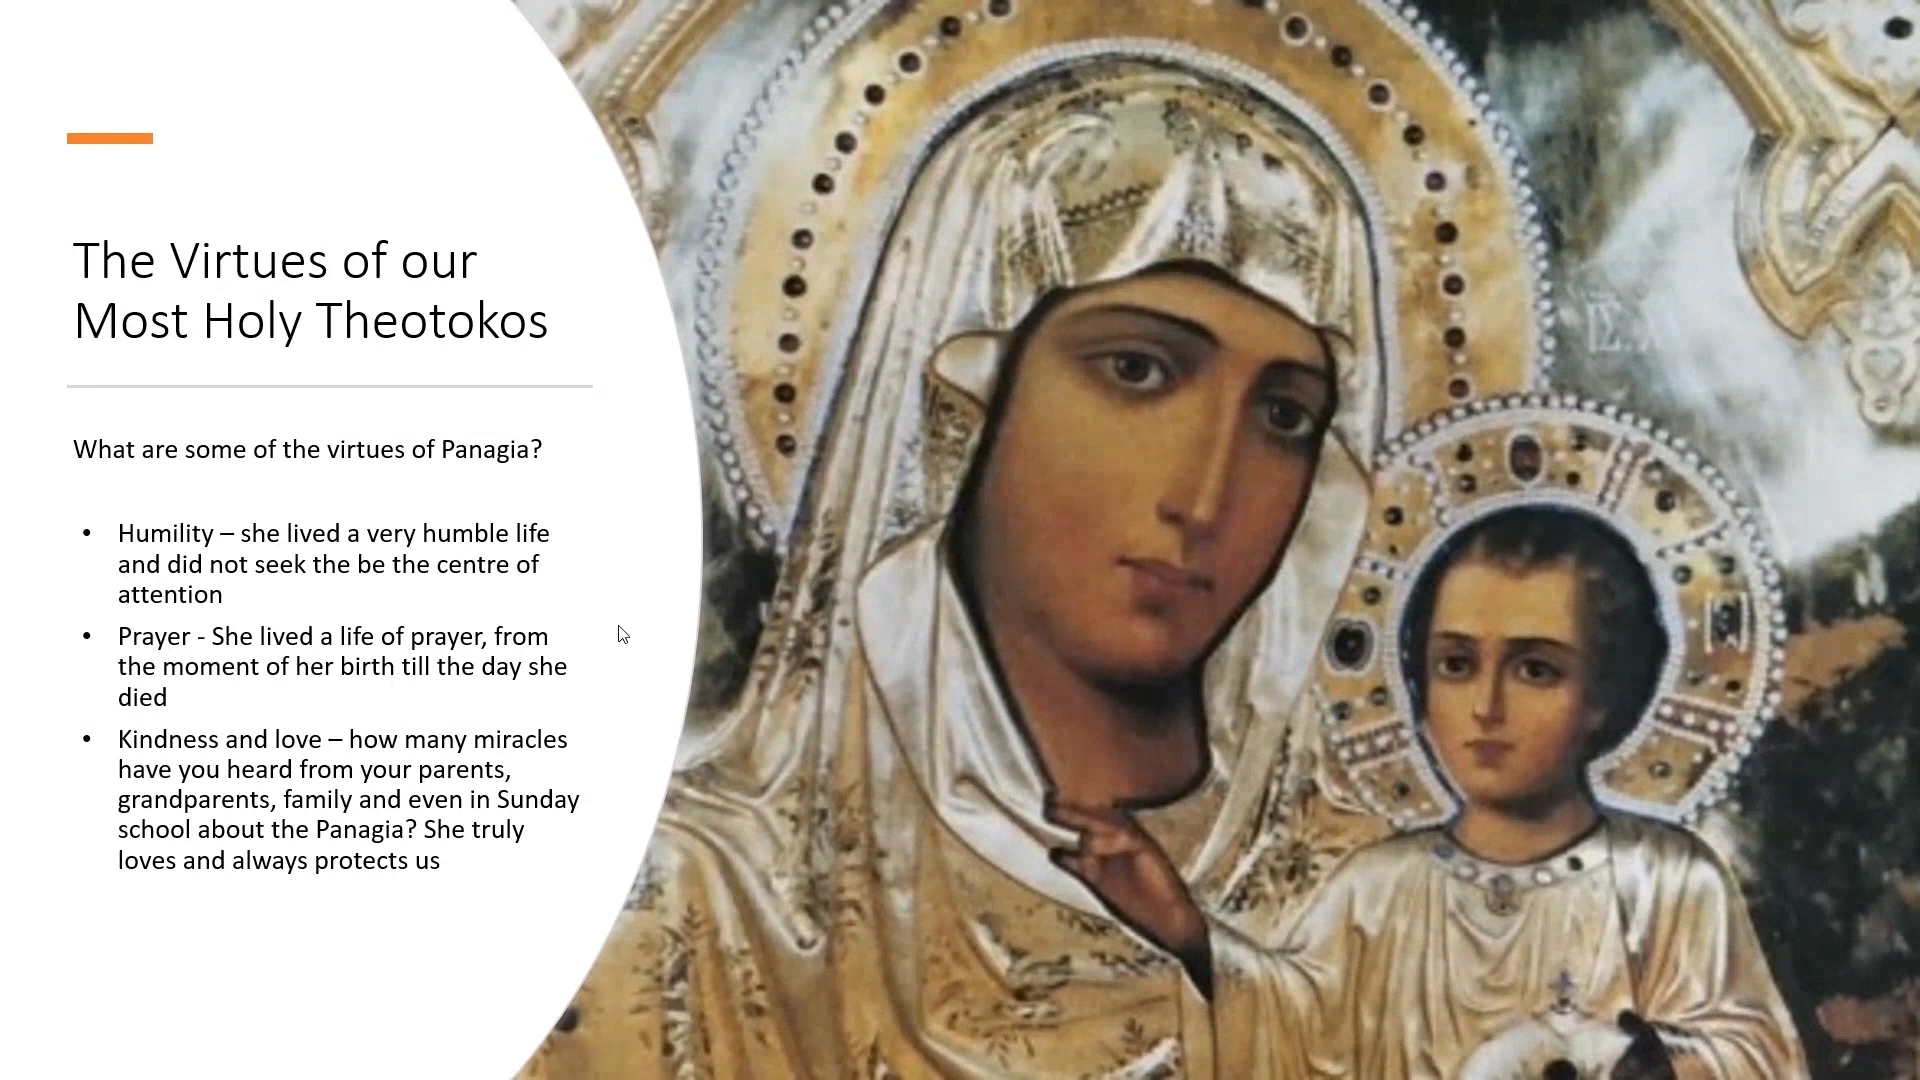 The Virtues of our
Most Holy Theotokos
What are some of the virtues of Panagia?
• Humility – she lived a very humble life
and did not seek the be the centre of
attention
• Prayer - She lived a life of prayer, from
the moment of her birth till the day she
died
• Kindness and love – how many miracles
have you heard from your parents,
grandparents, family and even in Sunday
school about the Panagia? She truly
loves and always protects us